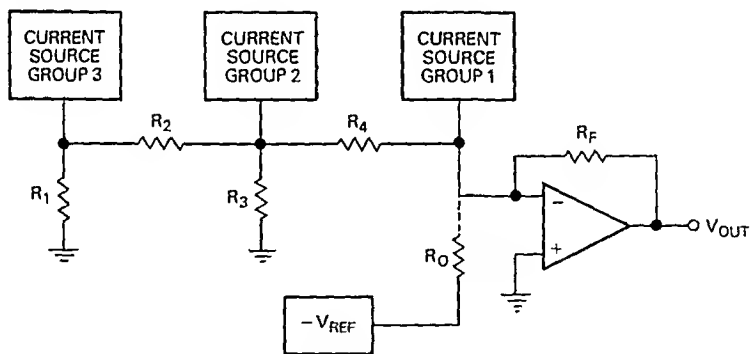 CURRENT
SOURCE
GROUP 3
CURRENT
SOURCE
GROUP 2
CURRENT
SOURCE
GROUP 1
R2
R4
RF
R1
R3
−
+
VOUT
RO
−VREF